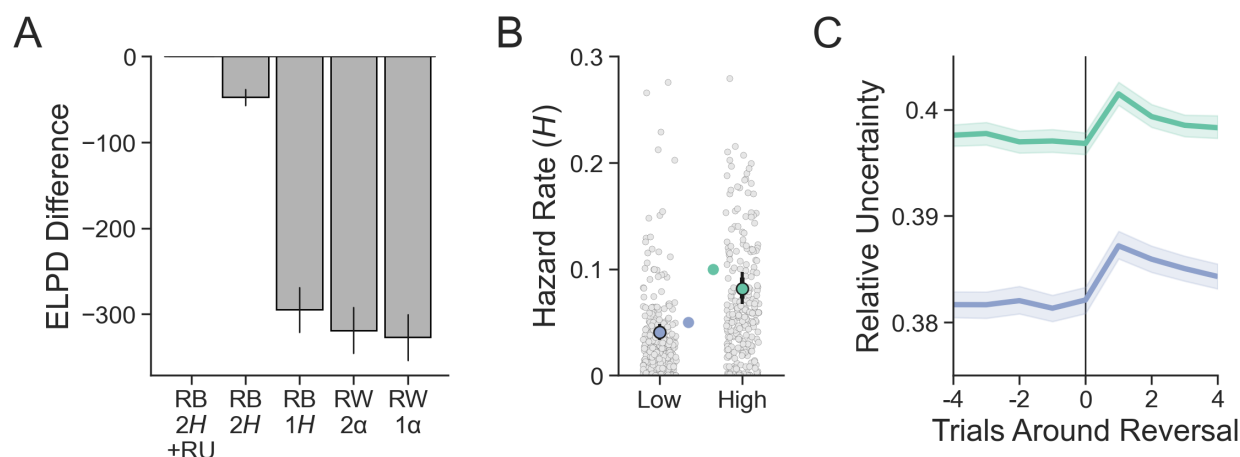 A
ELPD Difference
0
−100
−200
−300
RB
2H
+RU
RB
2H
RB
1H
RW
2α
RW
1α
B
Hazard Rate (H)
0.3
0.2
0.1
0
Low
High
C
Relative Uncertainty
0.4
0.39
0.38
-4
-2
0
2
4
Trials Around Reversal